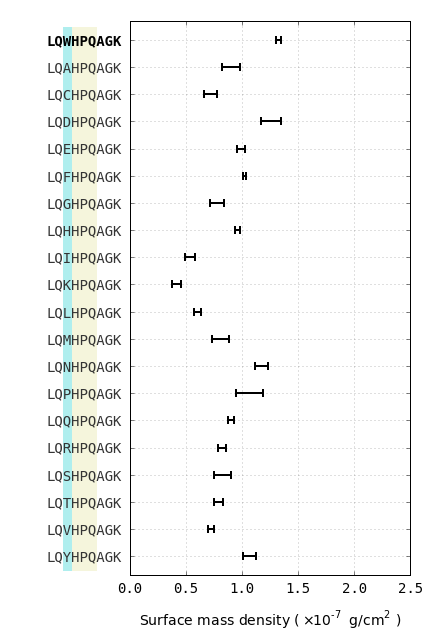 LQWHPQAGK
LQAHPQAGK
LQCHPQAGK
LQDHPQAGK
LQEHPQAGK
LQFHPQAGK
LQGHPQAGK
LQHHPQAGK
LQIHPQAGK
LQKHPQAGK
LQLHPQAGK
LQMHPQAGK
LQNHPQAGK
LQPHPQAGK
LQQHPQAGK
LQRHPQAGK
LQSHPQAGK
LQTHPQAGK
LQVHPQAGK
LQYHPQAGK
0.0 0.5 1.0 1.5 2.0 2.5
Surface mass density ( ×10⁻⁷ g/cm² )